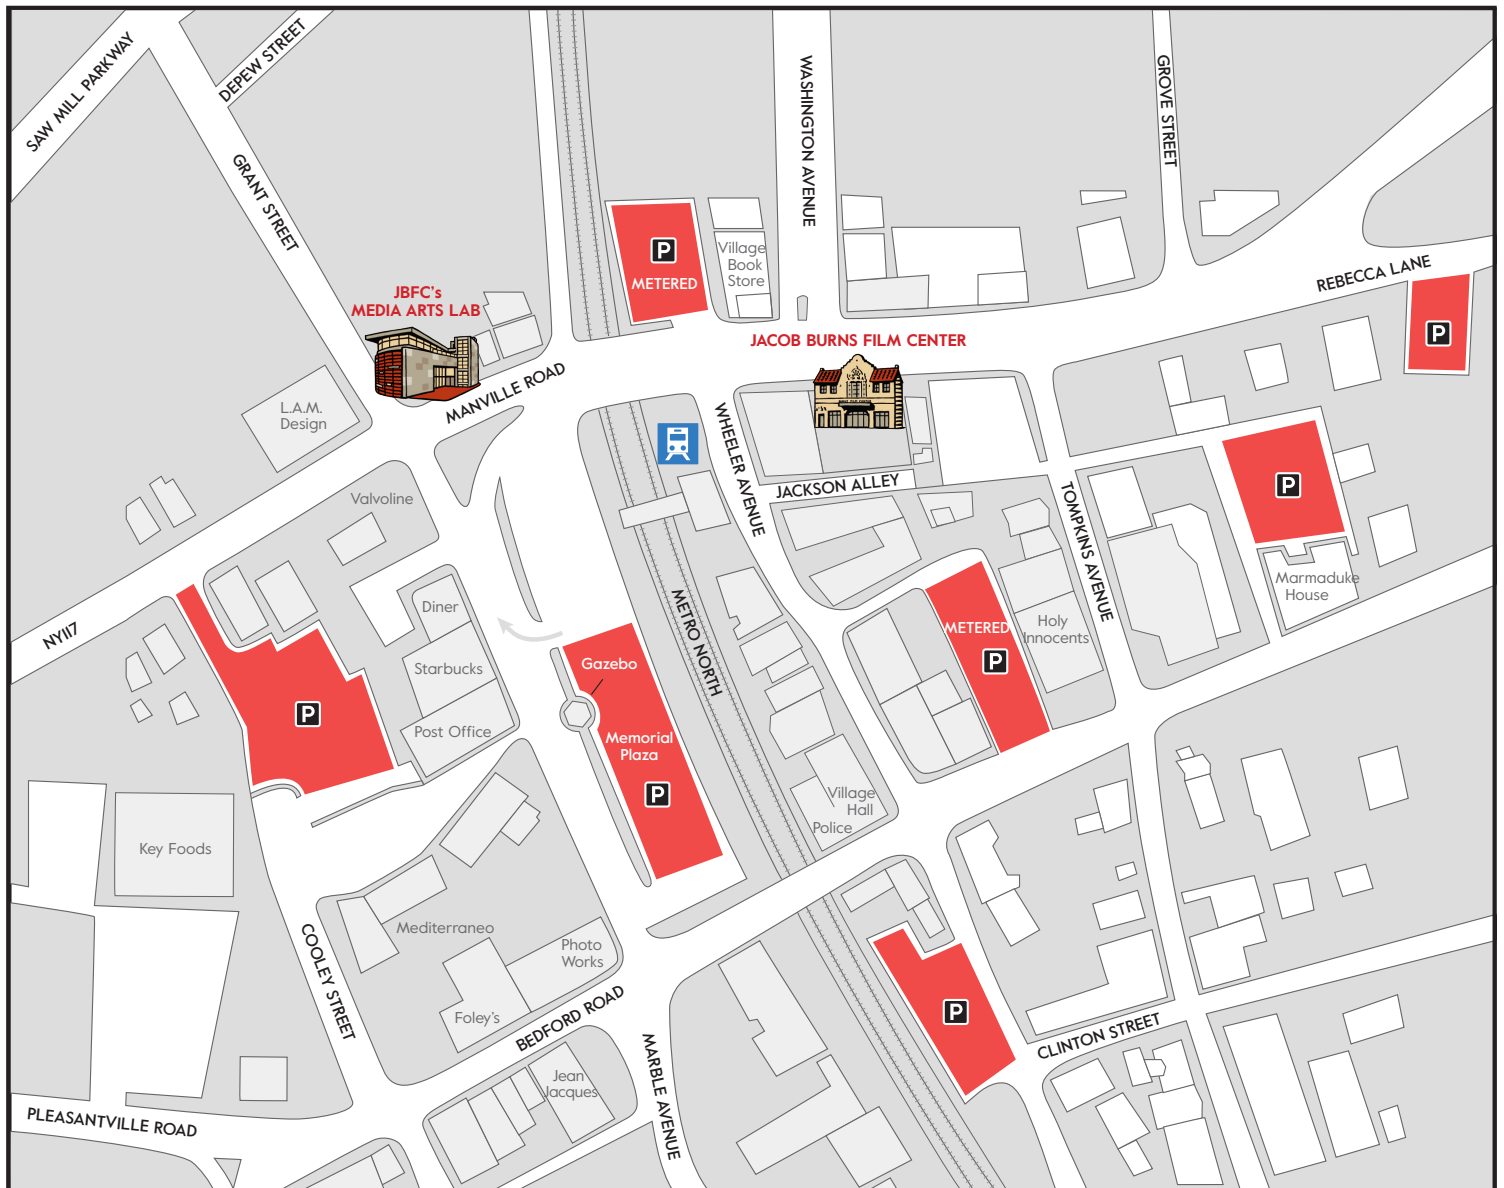 SAW MILL PARKWAY
DEPEW STREET
GRANT STREET
WASHINGTON AVENUE
GROVE STREET
P
METERED
Village
Book
Store
REBECCA LANE
P
JBFC's
MEDIA ARTS LAB
JACOB BURNS FILM CENTER
MANVILLE ROAD
L.A.M.
Design
WHEELER AVENUE
JACKSON ALLEY
TOMPKINS AVENUE
P
Valvoline
Marmaduke
House
NY117
Diner
Starbucks
Post Office
METRO NORTH
METERED
P
Holy
Innocents
Gazebo
Memorial
Plaza
P
P
Village
Hall
Police
Key Foods
COOLEY STREET
Mediterraneo
Photo
Works
Foley's
BEDFORD ROAD
P
CLINTON STREET
MARBLE AVENUE
Jean
Jacques
PLEASANTVILLE ROAD